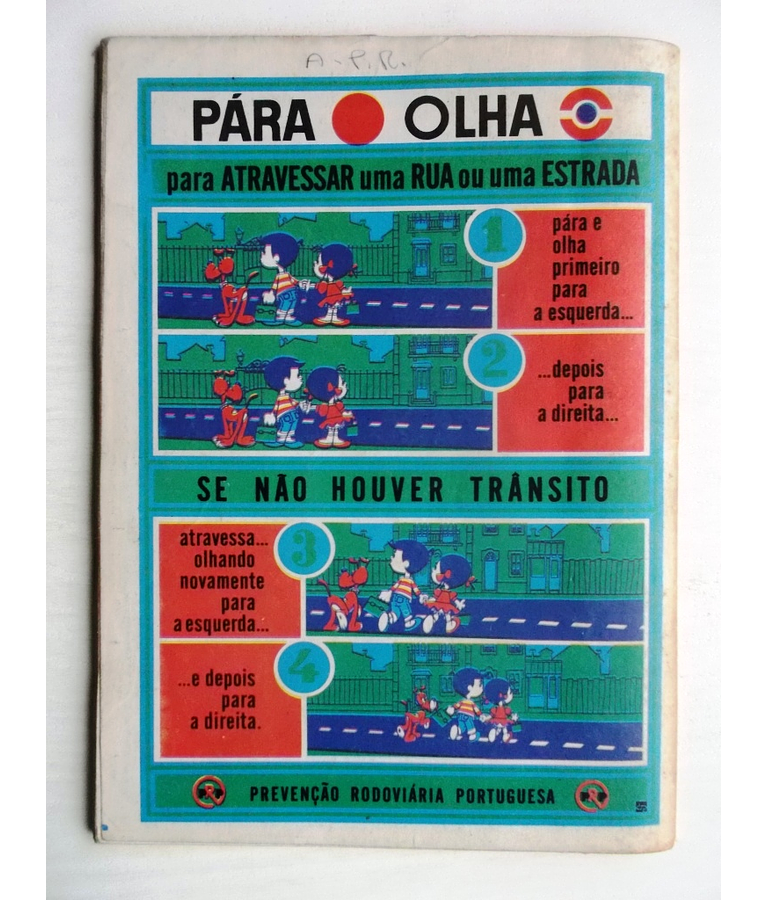 A-P.R.
PÁRA OLHA
para ATRAVESSAR uma RUA ou uma ESTRADA
1
pára e
olha
primeiro
para
a esquerda...
2
...depois
para
a direita...
SE NÃO HOUVER TRÂNSITO
3
atravessa...
olhando
novamente
para
a esquerda...
4
...e depois
para
a direita.
PREVENÇÃO RODOVIÁRIA PORTUGUESA